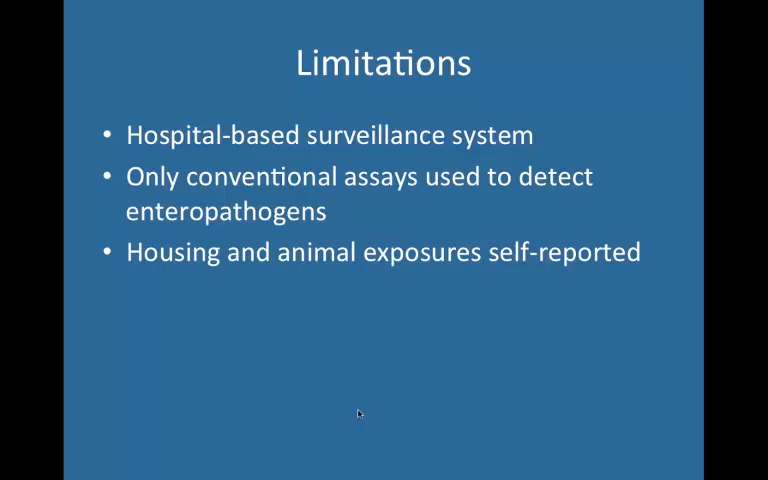 Limitations
• Hospital-based surveillance system
• Only conventional assays used to detect
enteropathogens
• Housing and animal exposures self-reported